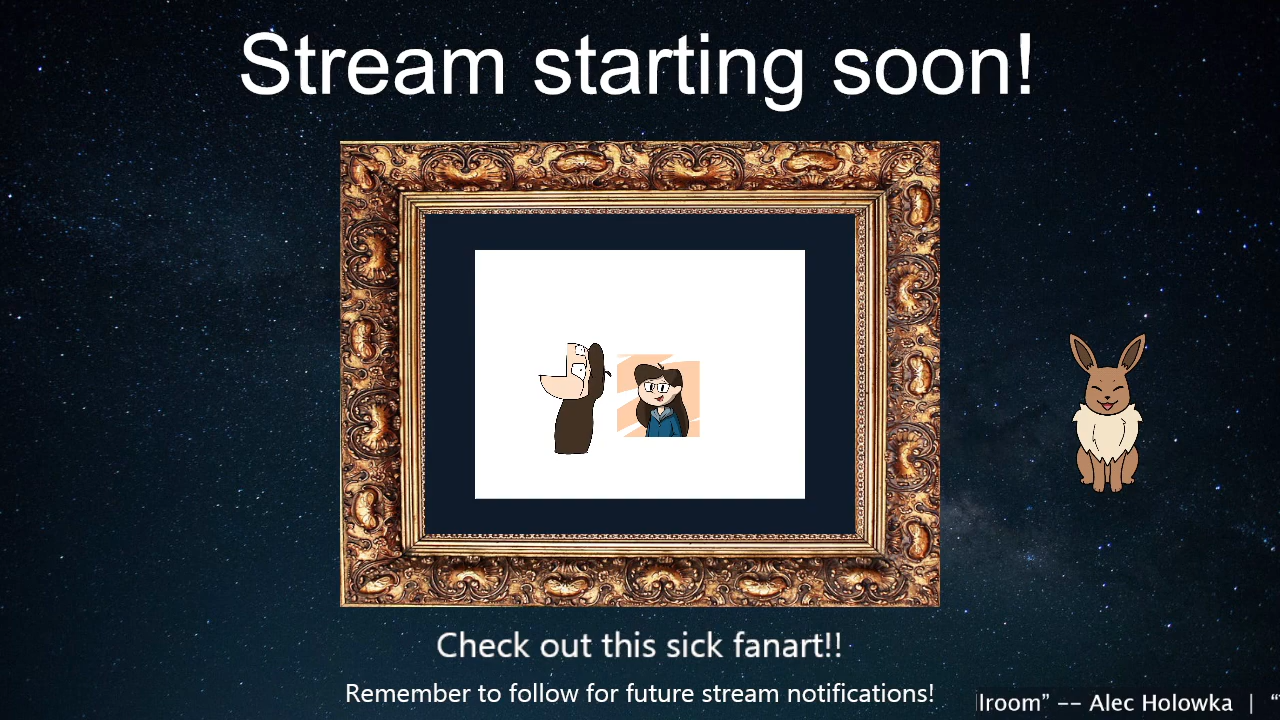 Stream starting soon!
Check out this sick fanart!!
Remember to follow for future stream notifications!
lroom” -- Alec Holowka | “